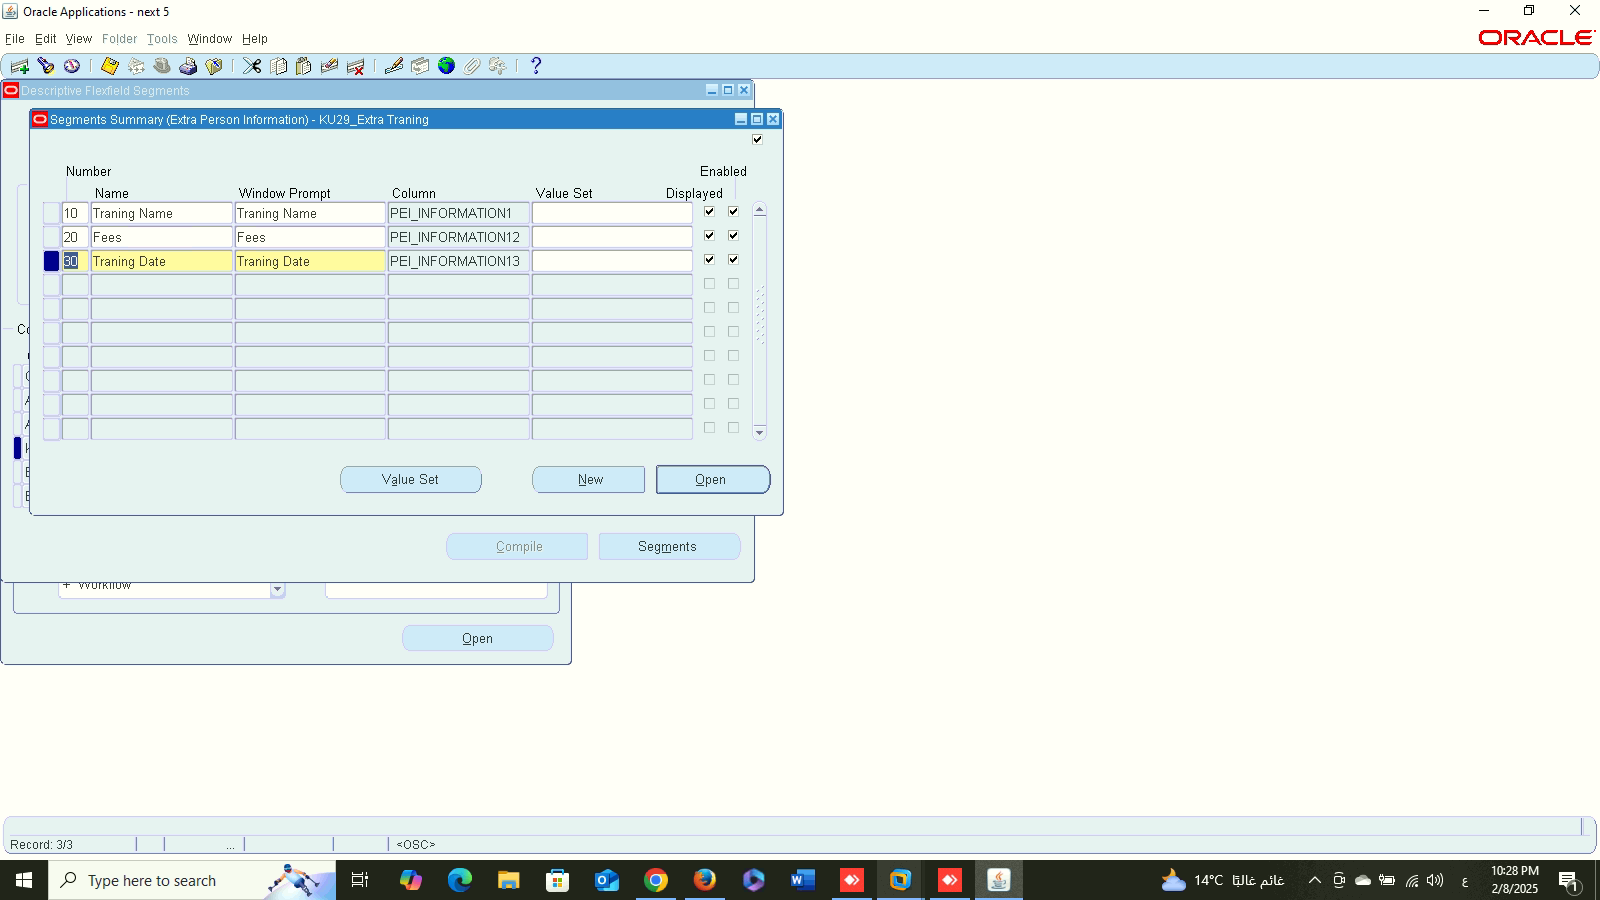 Oracle Applications - next 5
File Edit View Folder Tools Window Help
ORACLE
Descriptive Flexfield Segments
Segments Summary (Extra Person Information) - KU29_Extra Traning
Number Enabled
Name Window Prompt Column Value Set Displayed
10 Traning Name Traning Name PEI_INFORMATION1
20 Fees Fees PEI_INFORMATION12
30 Traning Date Traning Date PEI_INFORMATION13
Value Set New Open
Compile Segments
+ Workflow
Open
Record: 3/3 ... <OSC>
Type here to search
14°C غائم غالبًا
ع
10:28 PM
2/8/2025
1